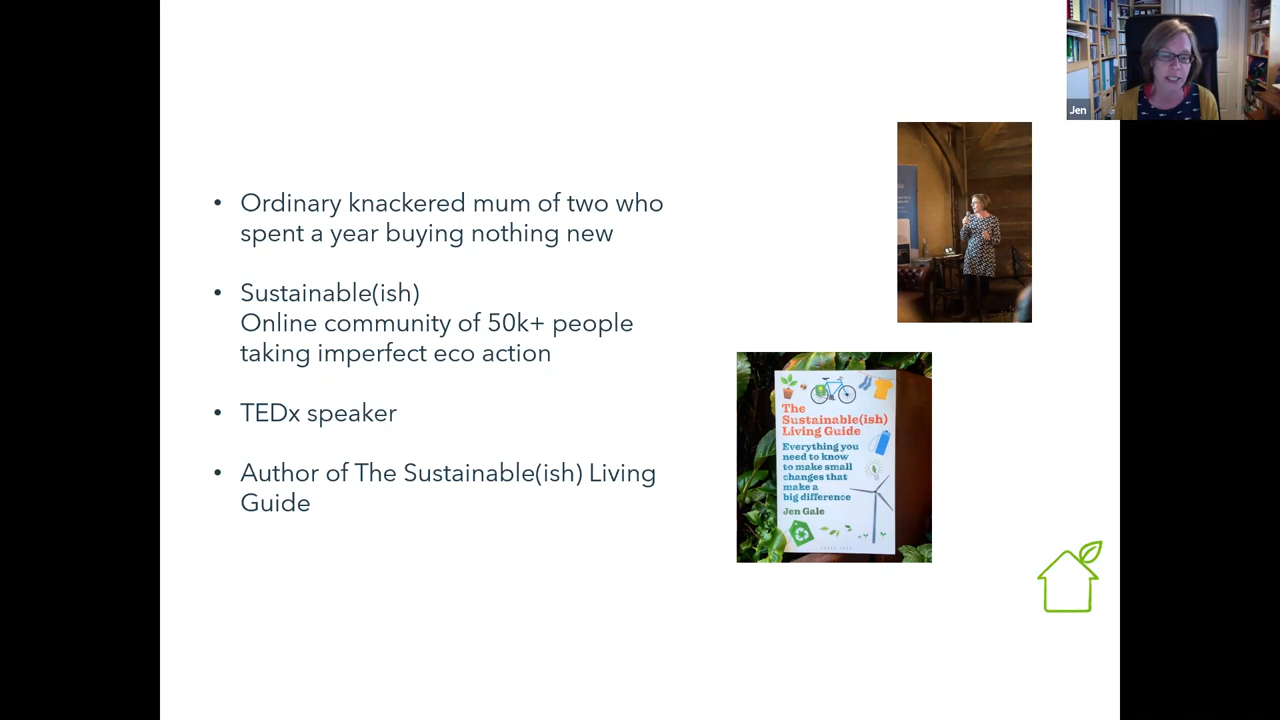 Jen
• Ordinary knackered mum of two who
spent a year buying nothing new
• Sustainable(ish)
Online community of 50k+ people
taking imperfect eco action
• TEDx speaker
• Author of The Sustainable(ish) Living
Guide
The
Sustainable(ish)
Living Guide
Everything you
need to know
to make small
changes that
make a
big difference
Jen Gale